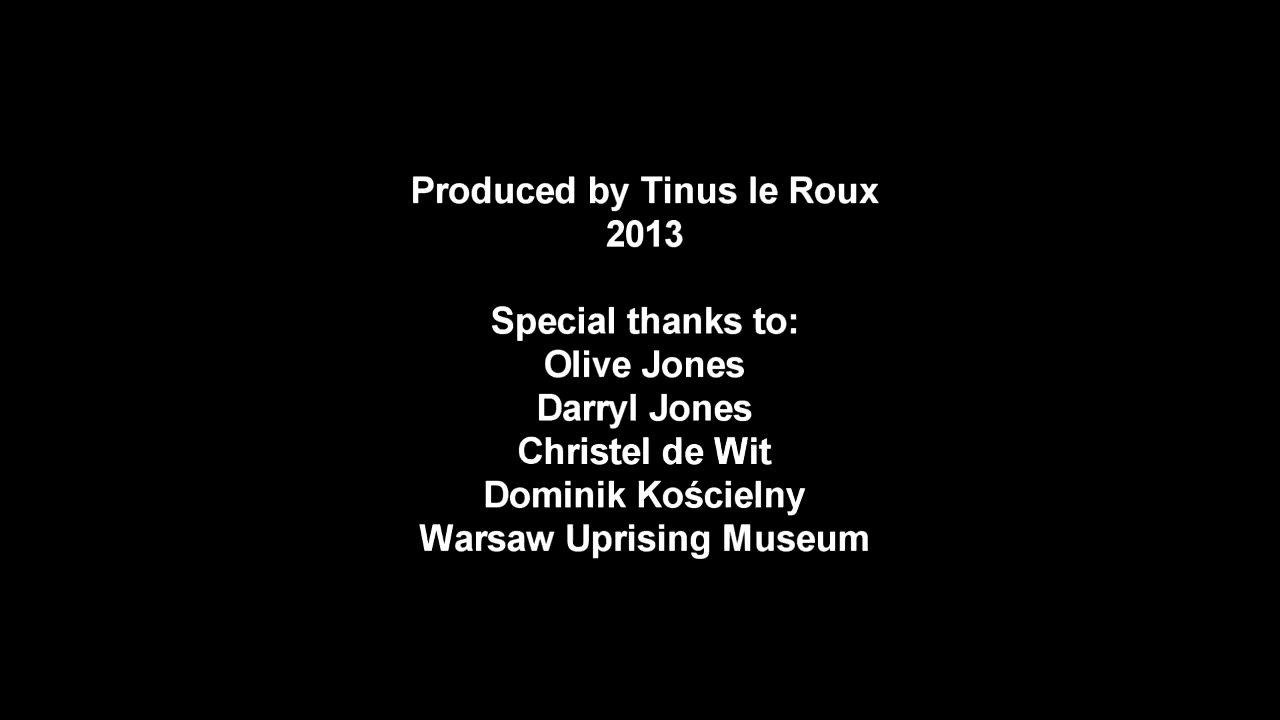 Produced by Tinus le Roux
2013
Special thanks to:
Olive Jones
Darryl Jones
Christel de Wit
Dominik Kościelny
Warsaw Uprising Museum